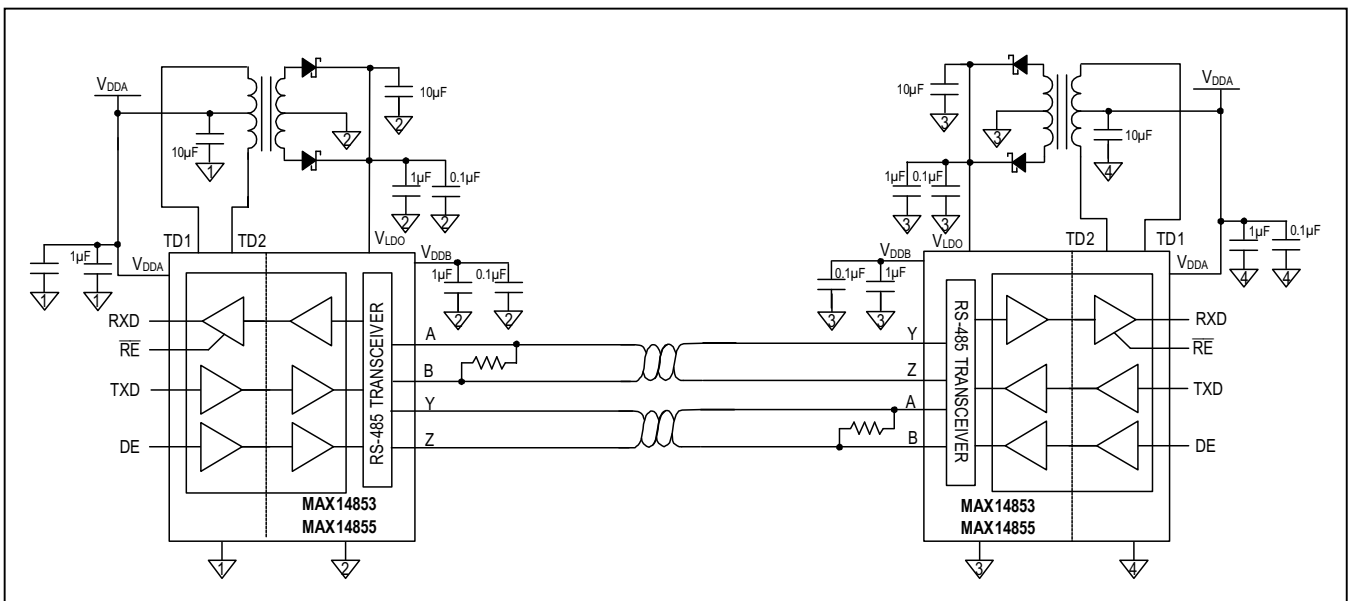 VDDA
10µF
2
2
10µF
1
1µF
0.1µF
2
2
TD1
TD2
VLDO
VDDA
1µF
1
1
VDDB
1µF
0.1µF
2
2
RXD
RE
TXD
DE
RS-485 TRANSCEIVER
A
B
Y
Z
MAX14853
MAX14855
1
2
10µF
3
3
VDDA
10µF
4
1µF
0.1µF
3
3
VLDO
TD2
TD1
VDDA
1µF
0.1µF
4
4
VDDB
0.1µF
1µF
3
3
Y
Z
A
B
RS-485 TRANSCEIVER
RXD
RE
TXD
DE
MAX14853
MAX14855
3
4